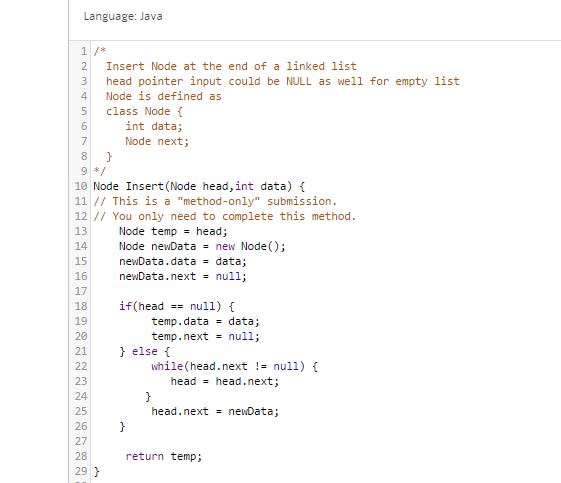 Language: Java
1 /*
2   Insert Node at the end of a linked list
3   head pointer input could be NULL as well for empty list
4   Node is defined as
5   class Node {
6      int data;
7      Node next;
8   }
9 */
10 Node Insert(Node head,int data) {
11 // This is a "method-only" submission.
12 // You only need to complete this method.
13     Node temp = head;
14     Node newData = new Node();
15     newData.data = data;
16     newData.next = null;
17
18     if(head == null) {
19          temp.data = data;
20          temp.next = null;
21     } else {
22          while(head.next != null) {
23             head = head.next;
24         }
25          head.next = newData;
26     }
27
28      return temp;
29 }